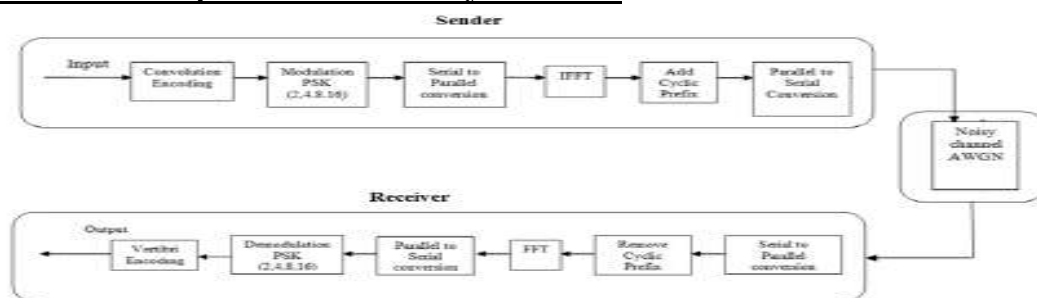 Sender
Input
Convolution
Encoding
Modulation
PSK
(2,4.8.16)
Serial to
Parallel
conversion
IFFT
Add
Cyclic
Prefix
Parallel to
Serial
Conversion
Noisy
channel
AWGN
Receiver
Output
Vertibri
Encoding
Demodulation
PSK
(2,4.8.16)
Parallel to
Serial
conversion
FFT
Remove
Cyclic
Prefix
Serial to
Parallel
conversion